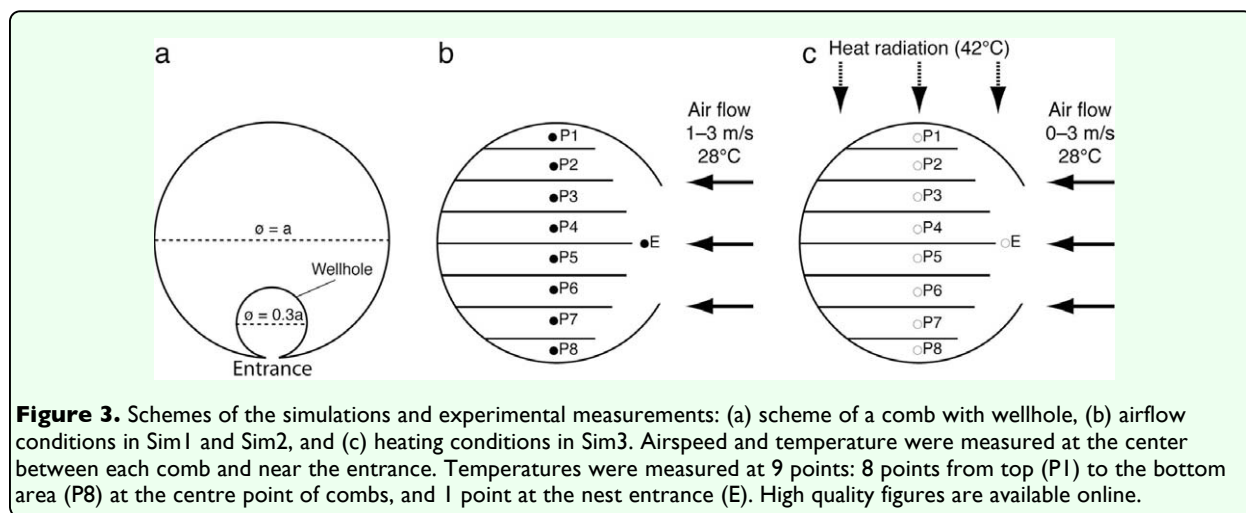 a
ø = a
Wellhole
ø = 0.3a
Entrance
b
P1
P2
P3
P4
E
P5
P6
P7
P8
Air flow
1–3 m/s
28°C
c
Heat radiation (42°C)
P1
P2
P3
P4
E
P5
P6
P7
P8
Air flow
0–3 m/s
28°C
Figure 3. Schemes of the simulations and experimental measurements: (a) scheme of a comb with wellhole, (b) airflow
conditions in Sim1 and Sim2, and (c) heating conditions in Sim3. Airspeed and temperature were measured at the center
between each comb and near the entrance. Temperatures were measured at 9 points: 8 points from top (P1) to the bottom
area (P8) at the centre point of combs, and 1 point at the nest entrance (E). High quality figures are available online.